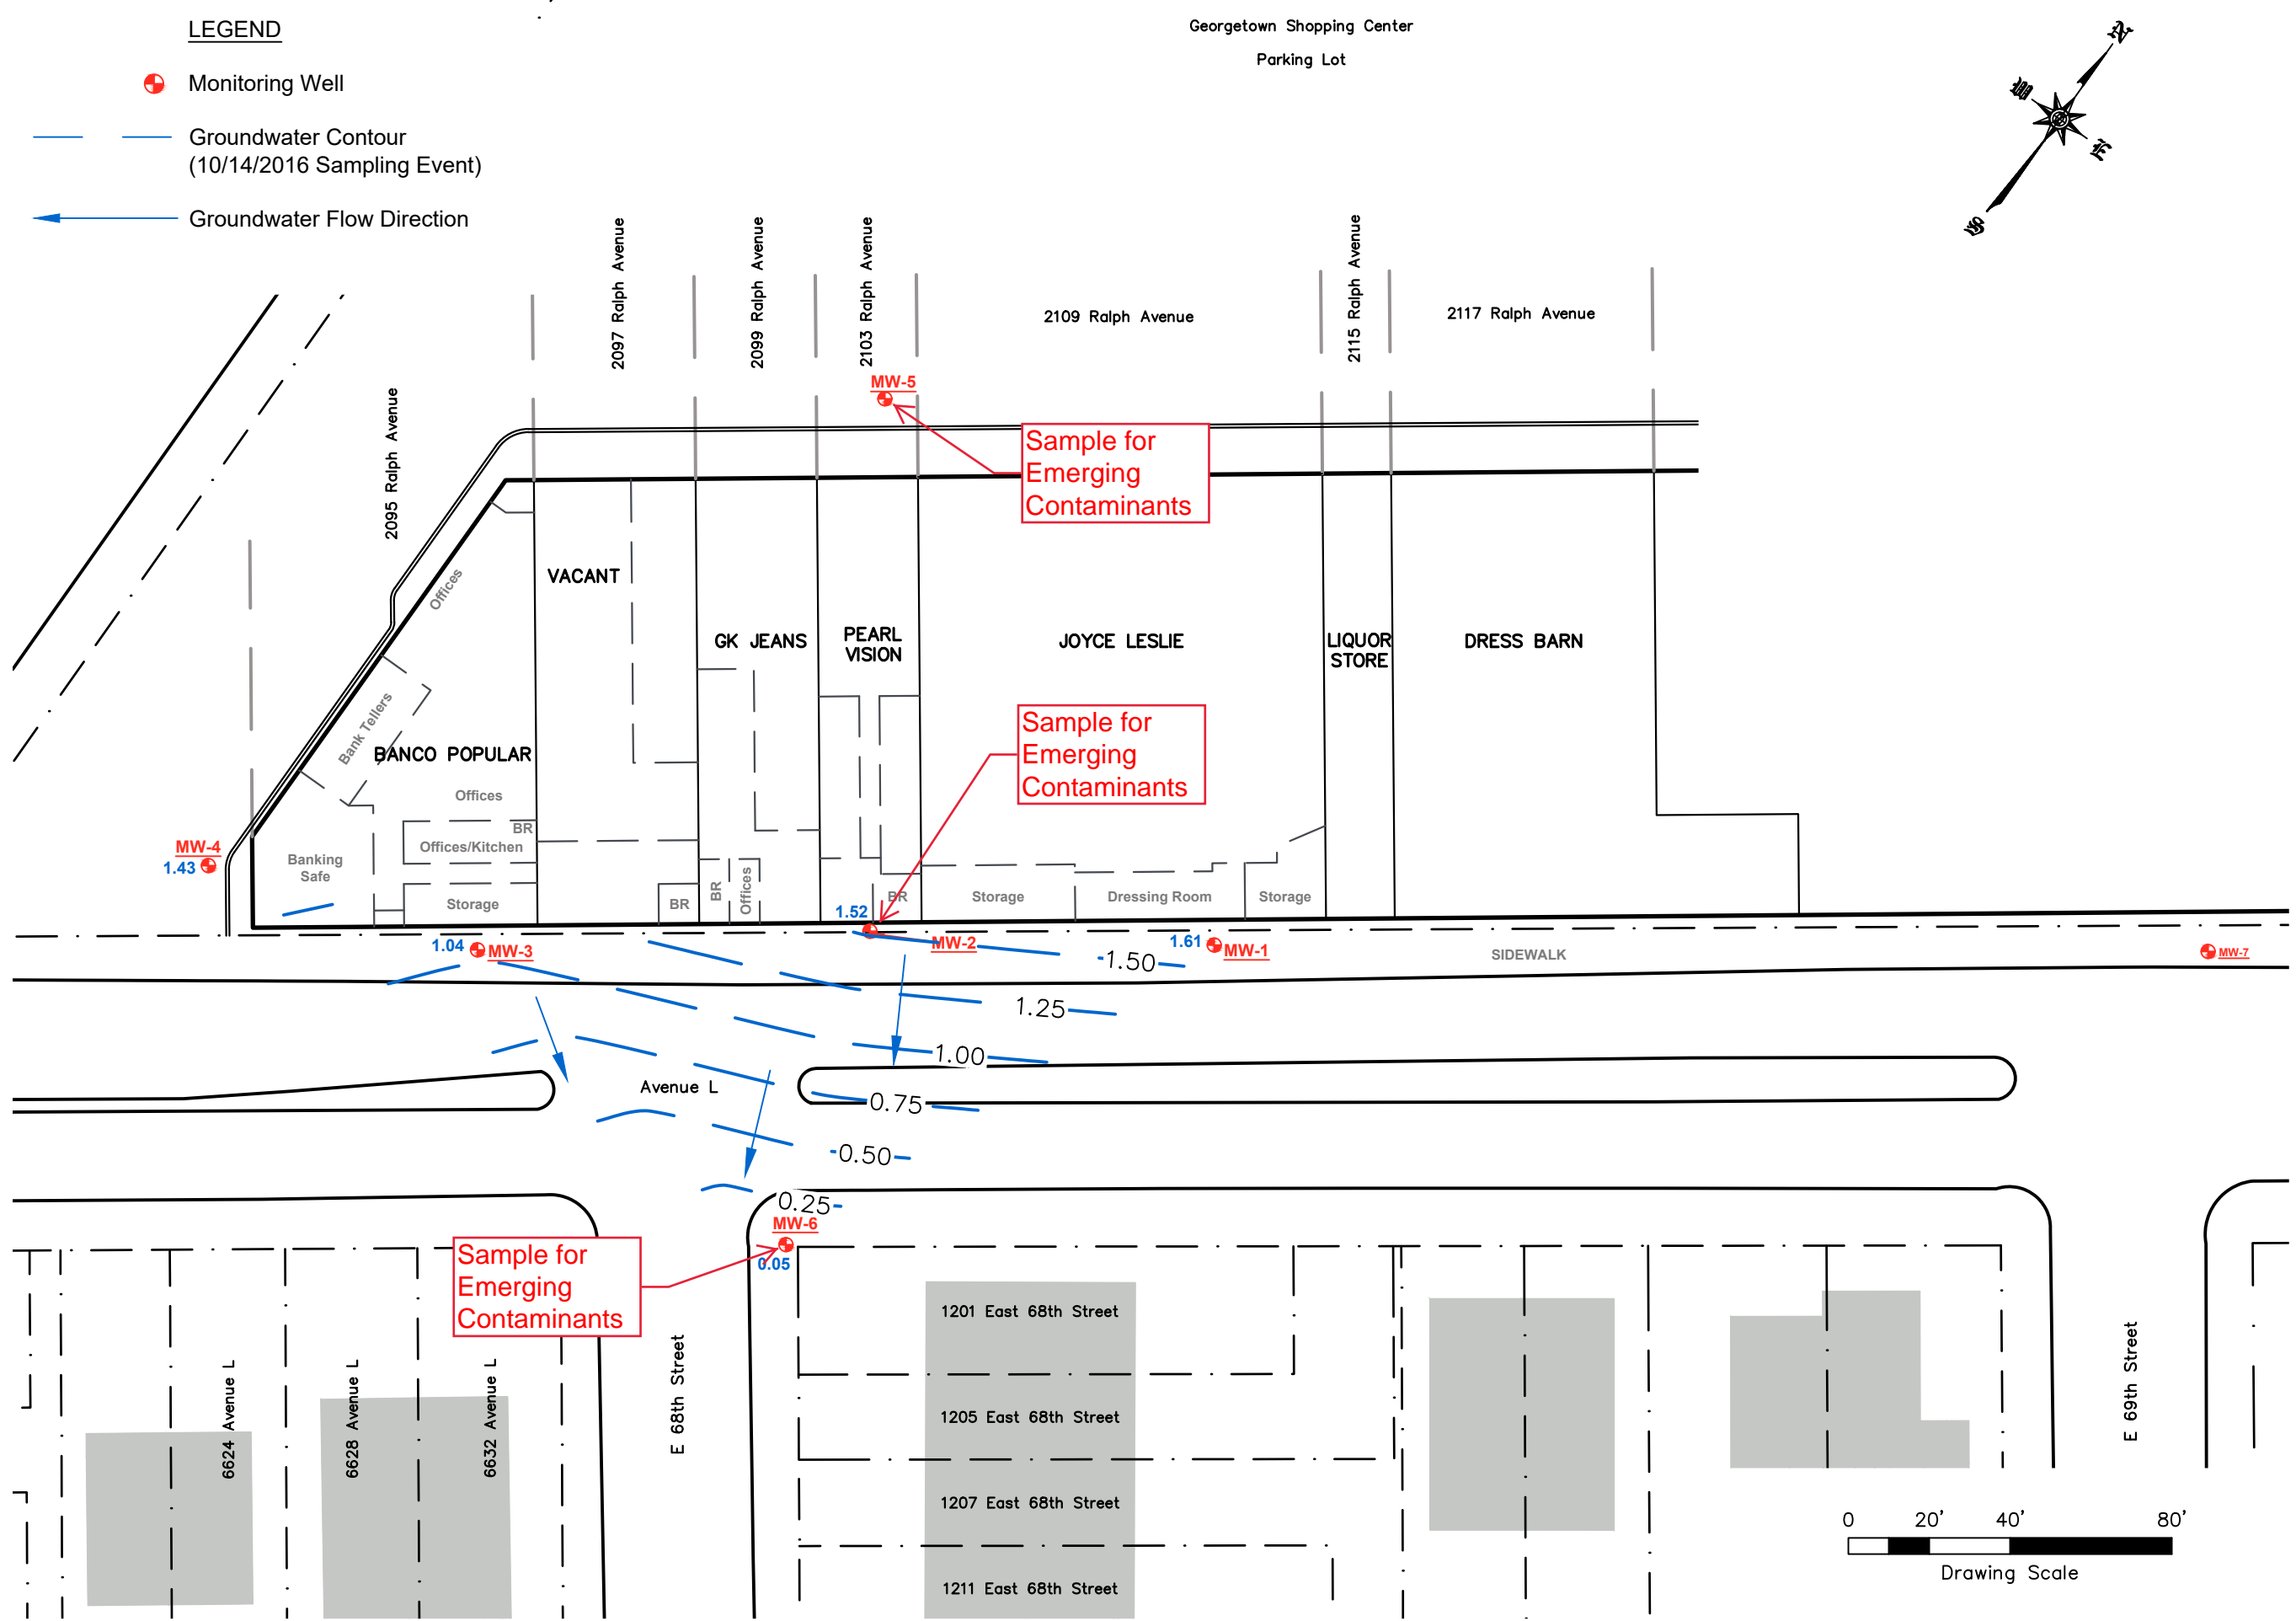 LEGEND
Monitoring Well
Groundwater Contour
(10/14/2016 Sampling Event)
Groundwater Flow Direction
Georgetown Shopping Center
Parking Lot
N
W
E
S
2095 Ralph Avenue
2097 Ralph Avenue
2099 Ralph Avenue
2103 Ralph Avenue
2109 Ralph Avenue
2115 Ralph Avenue
2117 Ralph Avenue
MW-5
Sample for
Emerging
Contaminants
Offices
VACANT
GK JEANS
PEARL
VISION
JOYCE LESLIE
LIQUOR
STORE
DRESS BARN
Bank Tellers
BANCO POPULAR
Sample for
Emerging
Contaminants
Offices
BR
Offices/Kitchen
MW-4
1.43
Banking
Safe
Storage
BR
BR
Offices
BR
Storage
Dressing Room
Storage
1.52
MW-2
1.04
MW-3
1.61
MW-1
SIDEWALK
MW-7
1.50
1.25
1.00
0.75
0.50
0.25
Avenue L
MW-6
0.05
Sample for
Emerging
Contaminants
6624 Avenue L
6628 Avenue L
6632 Avenue L
E 68th Street
1201 East 68th Street
1205 East 68th Street
1207 East 68th Street
1211 East 68th Street
E 69th Street
0 20' 40' 80'
Drawing Scale